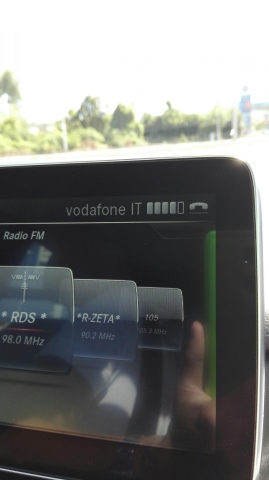 vodafone IT
Radio FM
* RDS * *R-ZETA* 105
98.0 MHz 90.2 MHz